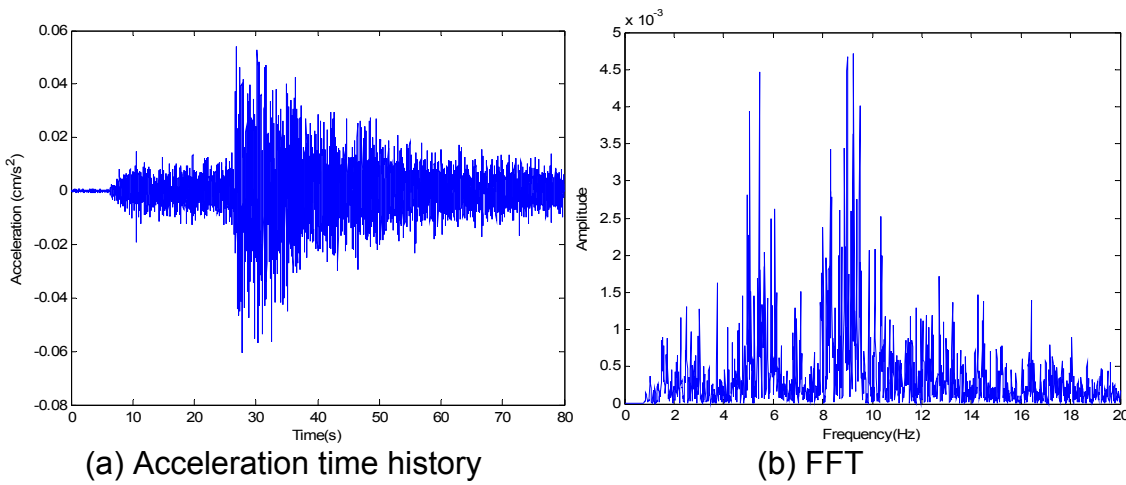 0.06
0.04
0.02
0
-0.02
-0.04
-0.06
-0.08
Acceleration (cm/s²)
0 10 20 30 40 50 60 70 80
Time(s)
(a) Acceleration time history
x 10⁻³
5
4.5
4
3.5
3
2.5
2
1.5
1
0.5
0
Amplitude
0 2 4 6 8 10 12 14 16 18 20
Frequency(Hz)
(b) FFT